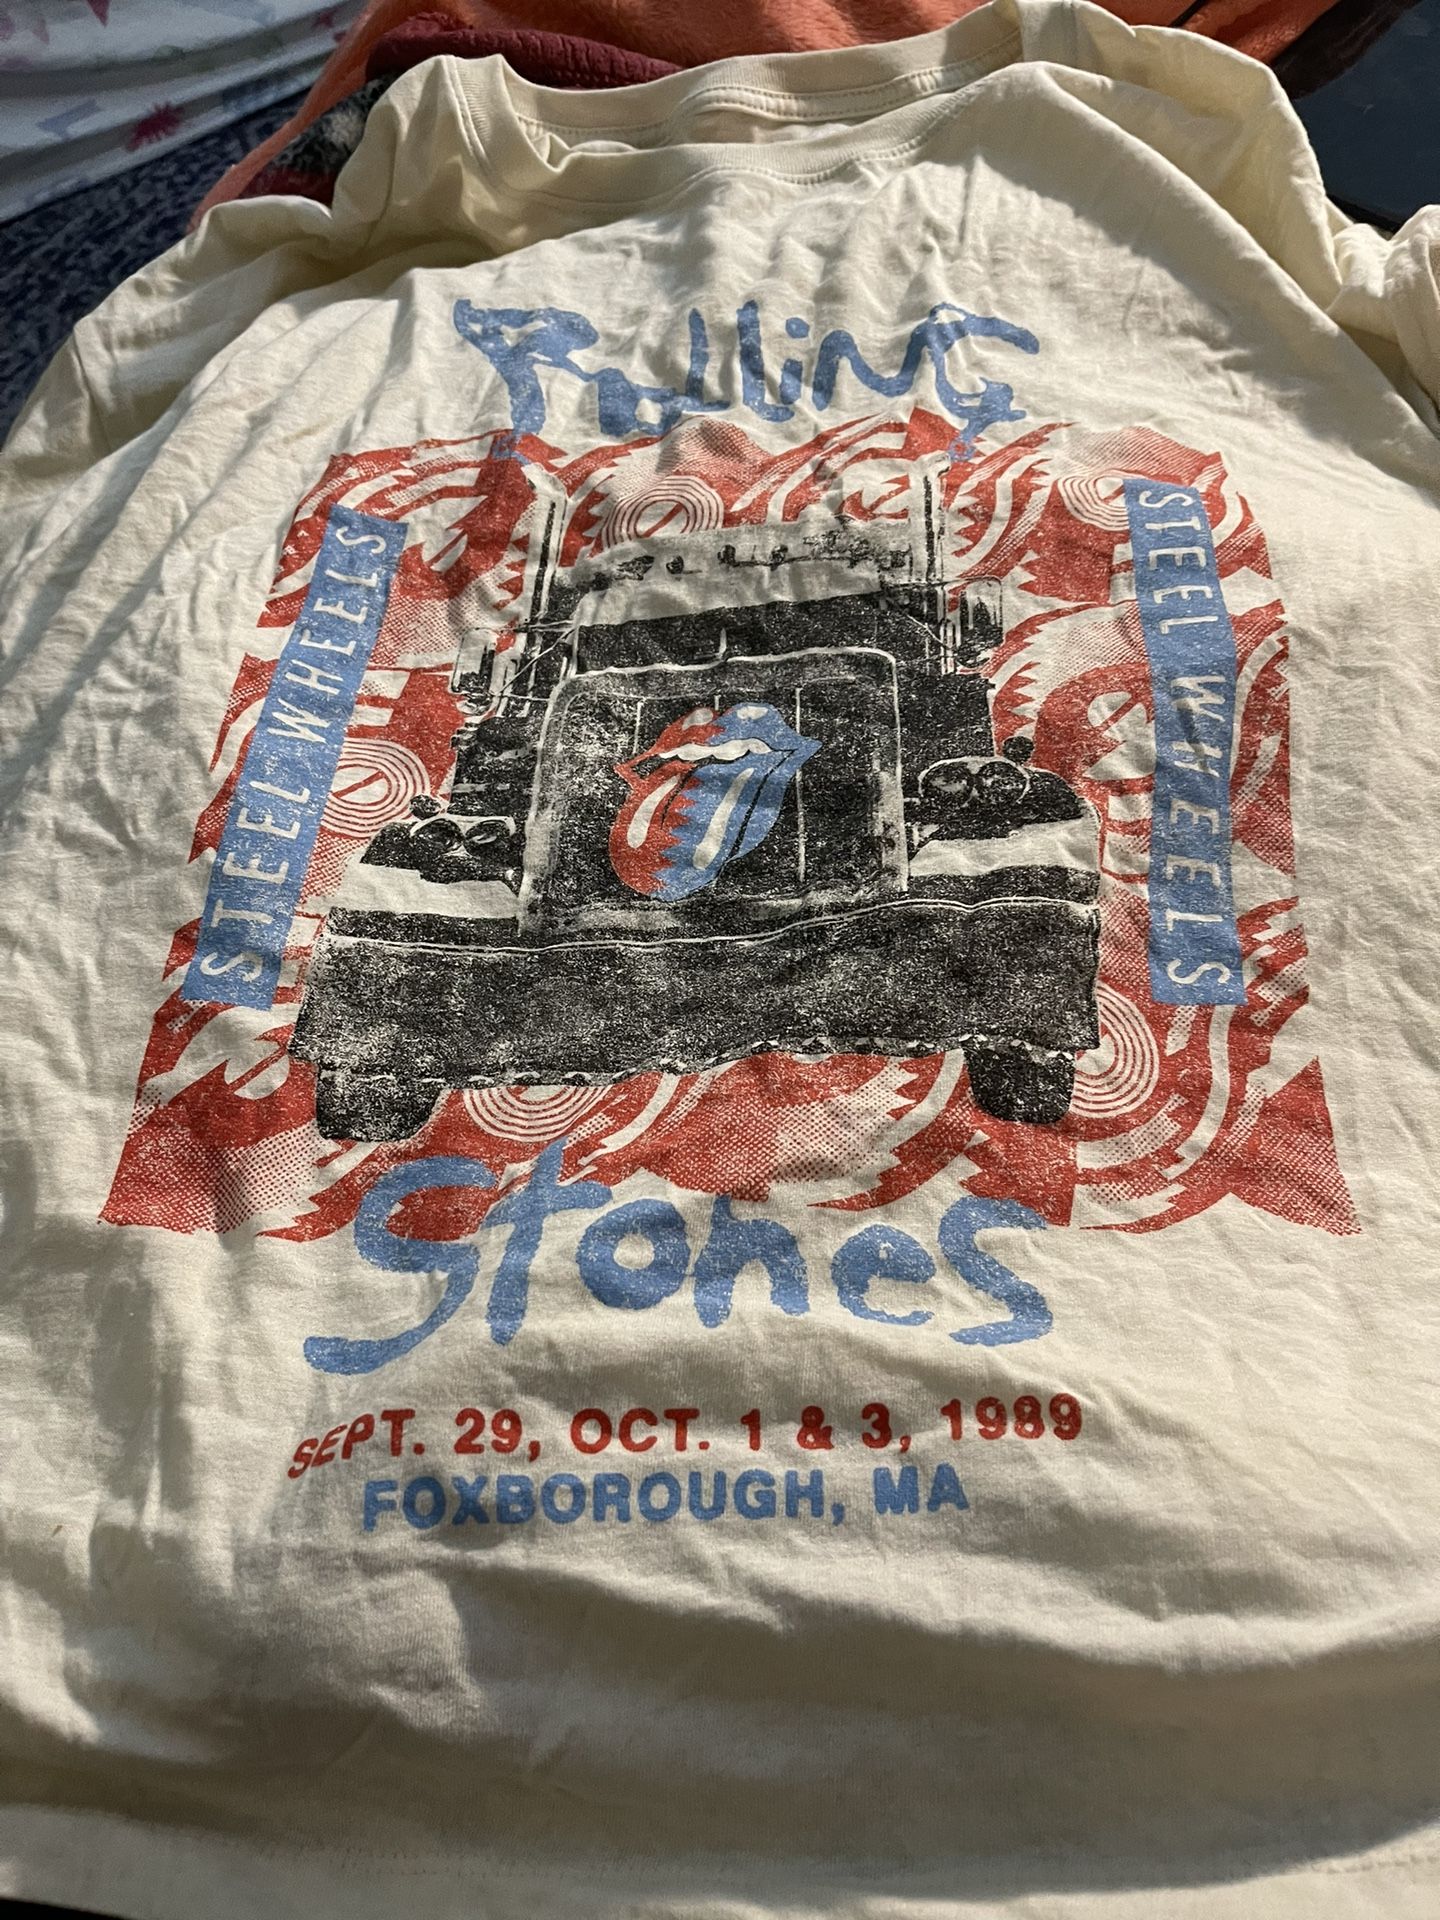 Rolling
STEEL WHEELS
STEEL WHEELS
Stones
SEPT. 29, OCT. 1 & 3, 1989
FOXBOROUGH, MA